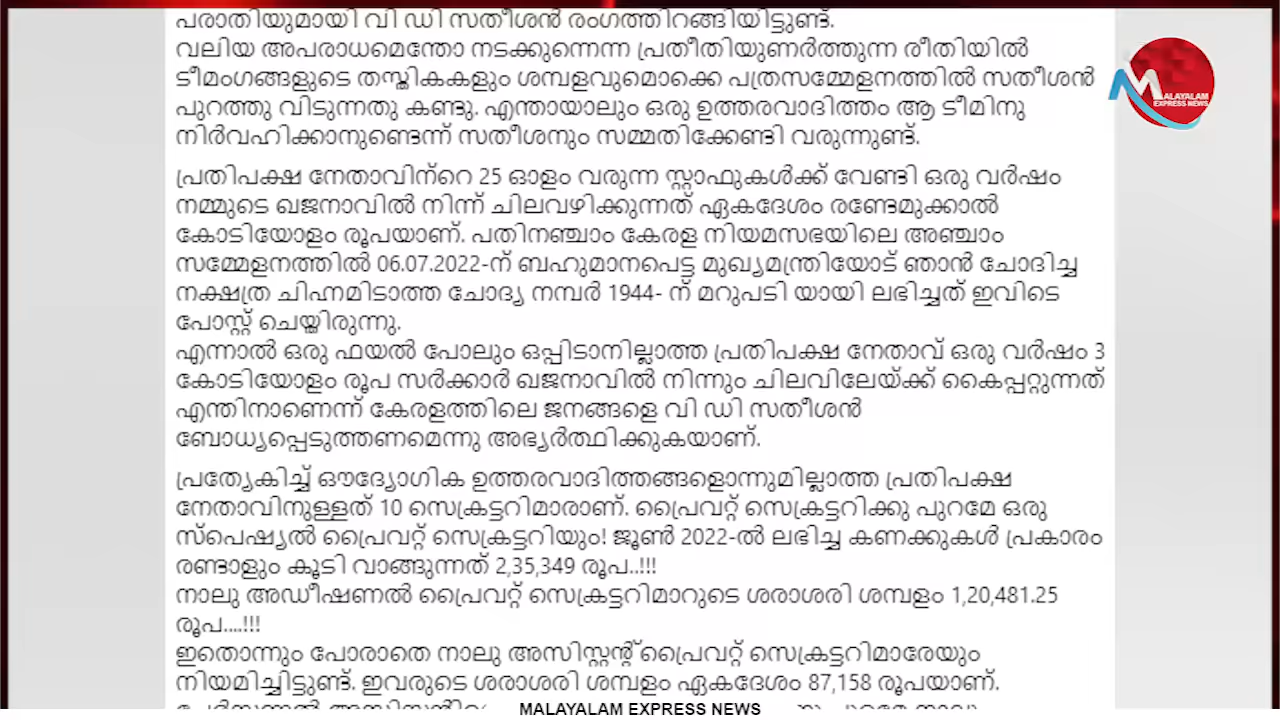 പരാതിയുമായി വി ഡി സതീശൻ രംഗത്തിറങ്ങിയിട്ടുണ്ട്.
വലിയ അപരാധമെന്തോ നടക്കുന്നെന്ന പ്രതീതിയുണർത്തുന്ന രീതിയിൽ
ടീമംഗങ്ങളുടെ തസ്തികകളും ശമ്പളവുമൊക്കെ പത്രസമ്മേളനത്തിൽ സതീശൻ
പുറത്തു വിടുന്നതു കണ്ടു. എന്തായാലും ഒരു ഉത്തരവാദിത്തം ആ ടീമിനു
നിർവഹിക്കാനുണ്ടെന്ന് സതീശനും സമ്മതിക്കേണ്ടി വരുന്നുണ്ട്.
പ്രതിപക്ഷ നേതാവിന്റെ 25 ഓളം വരുന്ന സ്റ്റാഫുകൾക്ക് വേണ്ടി ഒരു വർഷം
നമ്മുടെ ഖജനാവിൽ നിന്ന് ചിലവഴിക്കുന്നത് ഏകദേശം രണ്ടേമുക്കാൽ
കോടിയോളം രൂപയാണ്. പതിനഞ്ചാം കേരള നിയമസഭയിലെ അഞ്ചാം
സമ്മേളനത്തിൽ 06.07.2022-ന് ബഹുമാനപെട്ട മുഖ്യമന്ത്രിയോട് ഞാൻ ചോദിച്ച
നക്ഷത്ര ചിഹ്നമിടാത്ത ചോദ്യ നമ്പർ 1944- ന് മറുപടി യായി ലഭിച്ചത് ഇവിടെ
പോസ്റ്റ് ചെയ്തിരുന്നു.
എന്നാൽ ഒരു ഫയൽ പോലും ഒപ്പിടാനില്ലാത്ത പ്രതിപക്ഷ നേതാവ് ഒരു വർഷം 3
കോടിയോളം രൂപ സർക്കാർ ഖജനാവിൽ നിന്നും ചിലവിലേയ്ക്ക് കൈപ്പറ്റുന്നത്
എന്തിനാണെന്ന് കേരളത്തിലെ ജനങ്ങളെ വി ഡി സതീശൻ
ബോധ്യപ്പെടുത്തണമെന്നു അഭ്യർത്ഥിക്കുകയാണ്.
പ്രത്യേകിച്ച് ഔദ്യോഗിക ഉത്തരവാദിത്തങ്ങളൊന്നുമില്ലാത്ത പ്രതിപക്ഷ
നേതാവിനുള്ളത് 10 സെക്രട്ടറിമാരാണ്. പ്രൈവറ്റ് സെക്രട്ടറിക്കു പുറമേ ഒരു
സ്പെഷ്യൽ പ്രൈവറ്റ് സെക്രട്ടറിയും! ജൂൺ 2022-ൽ ലഭിച്ച കണക്കുകൾ പ്രകാരം
രണ്ടാളും കൂടി വാങ്ങുന്നത് 2,35,349 രൂപ..!!!
നാലു അഡീഷണൽ പ്രൈവറ്റ് സെക്രട്ടറിമാറുടെ ശരാശരി ശമ്പളം 1,20,481.25
രൂപ....!!!
ഇതൊന്നും പോരാതെ നാലു അസിസ്റ്റന്റ് പ്രൈവറ്റ് സെക്രട്ടറിമാരേയും
നിയമിച്ചിട്ടുണ്ട്. ഇവരുടെ ശരാശരി ശമ്പളം ഏകദേശം 87,158 രൂപയാണ്.
MALAYALAM EXPRESS NEWS
MALAYALAM
EXPRESS NEWS